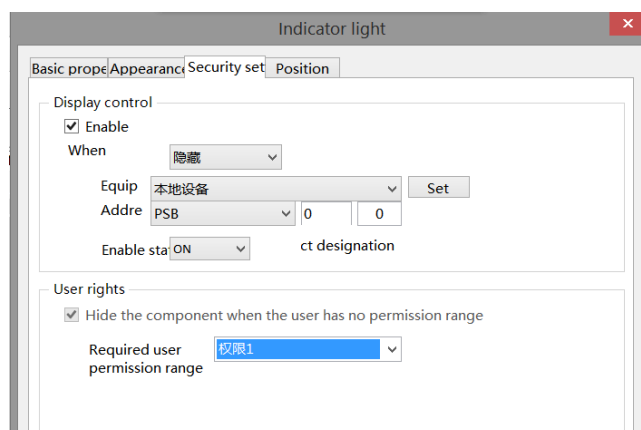 Indicator light
Basic prope Appearance Security set Position
Display control
Enable
When 隐藏
Equip 本地设备 Set
Addre PSB 0 0
Enable sta ON ct designation
User rights
Hide the component when the user has no permission range
Required user 权限1
permission range